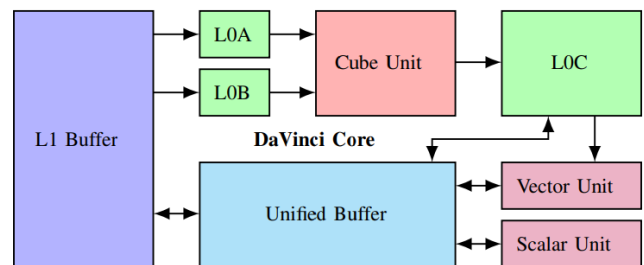 L0A
L0B
Cube Unit
L0C
L1 Buffer
DaVinci Core
Unified Buffer
Vector Unit
Scalar Unit